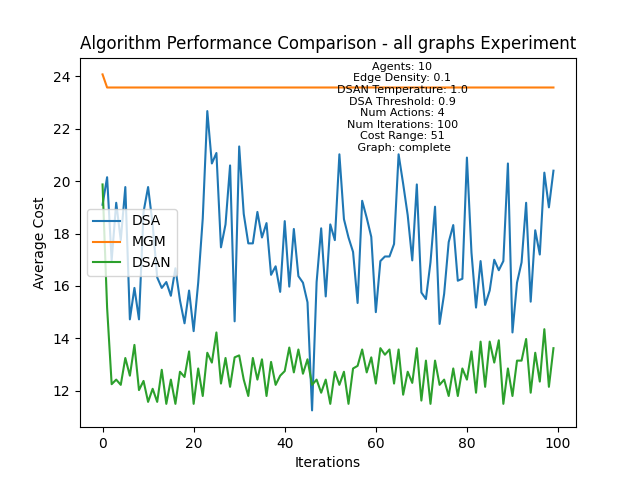 Algorithm Performance Comparison - all graphs Experiment
Agents: 10
Edge Density: 0.1
DSAN Temperature: 1.0
DSA Threshold: 0.9
Num Actions: 4
Num Iterations: 100
Cost Range: 51
Graph: complete
24
22
20
18
16
14
12
Average Cost
DSA
MGM
DSAN
0
20
40
60
80
100
Iterations